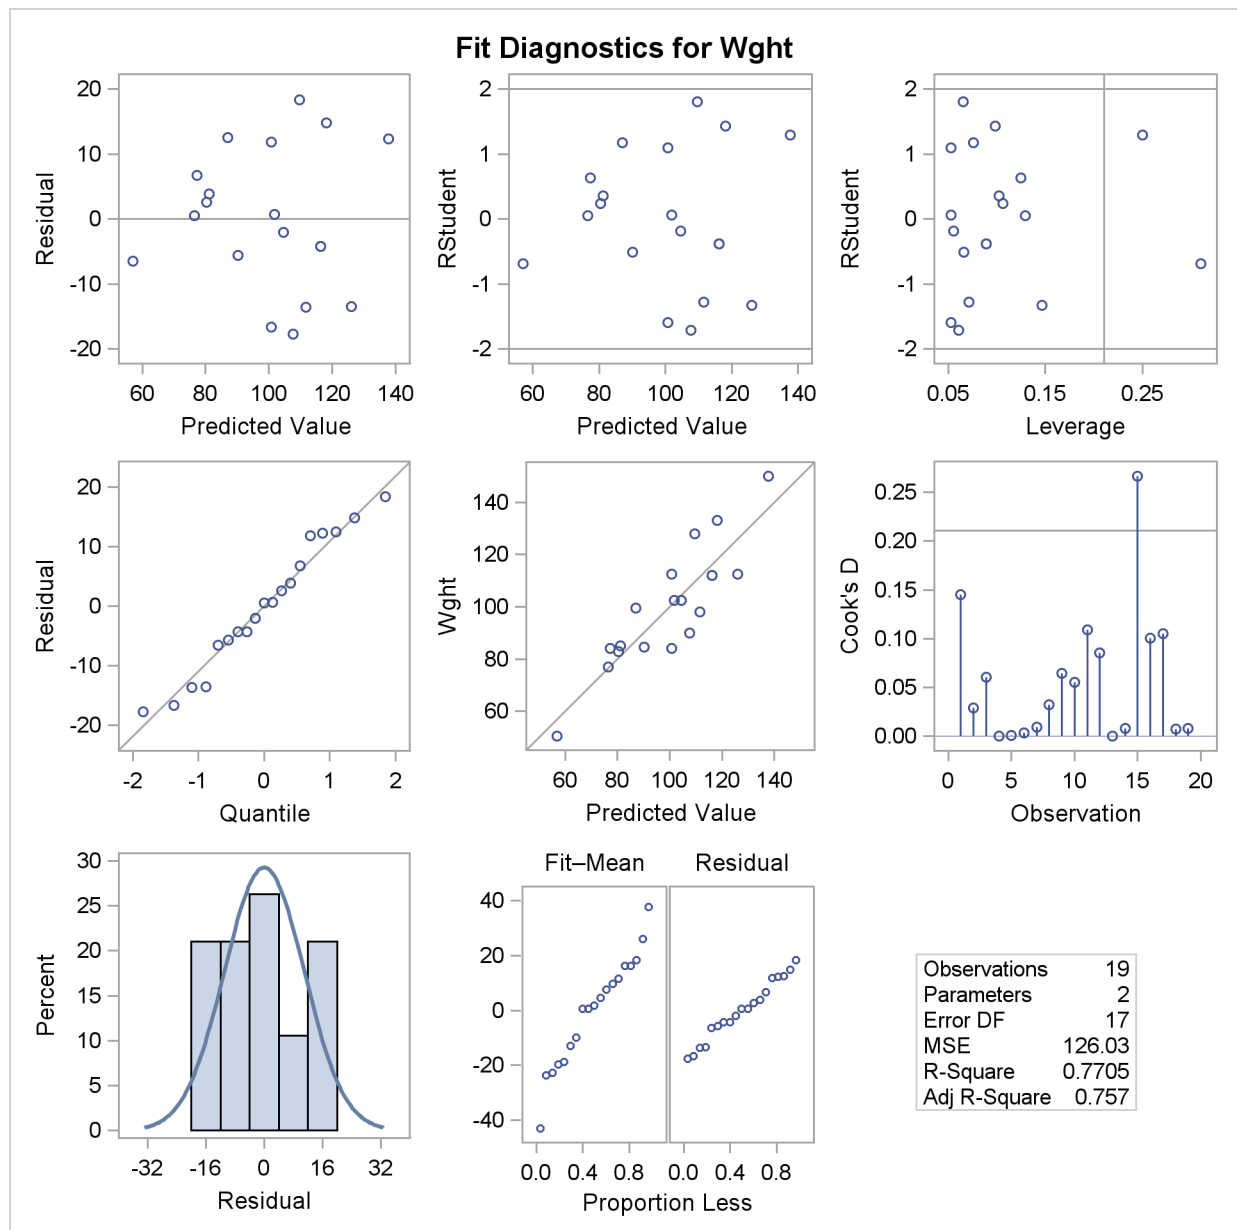 Fit Diagnostics for Wght
20
10
0
-10
-20
Residual
60 80 100 120 140
Predicted Value
2
1
0
-1
-2
RStudent
60 80 100 120 140
Predicted Value
2
1
0
-1
-2
RStudent
0.05 0.15 0.25
Leverage
20
10
0
-10
-20
Residual
-2 -1 0 1 2
Quantile
140
120
100
80
60
Wght
60 80 100 120 140
Predicted Value
0.25
0.20
0.15
0.10
0.05
0.00
Cook's D
0 5 10 15 20
Observation
30
25
20
15
10
5
0
Percent
-32 -16 0 16 32
Residual
Fit–Mean Residual
40
20
0
-20
-40
0.0 0.4 0.8 0.0 0.4 0.8
Proportion Less
Observations 19
Parameters 2
Error DF 17
MSE 126.03
R-Square 0.7705
Adj R-Square 0.757